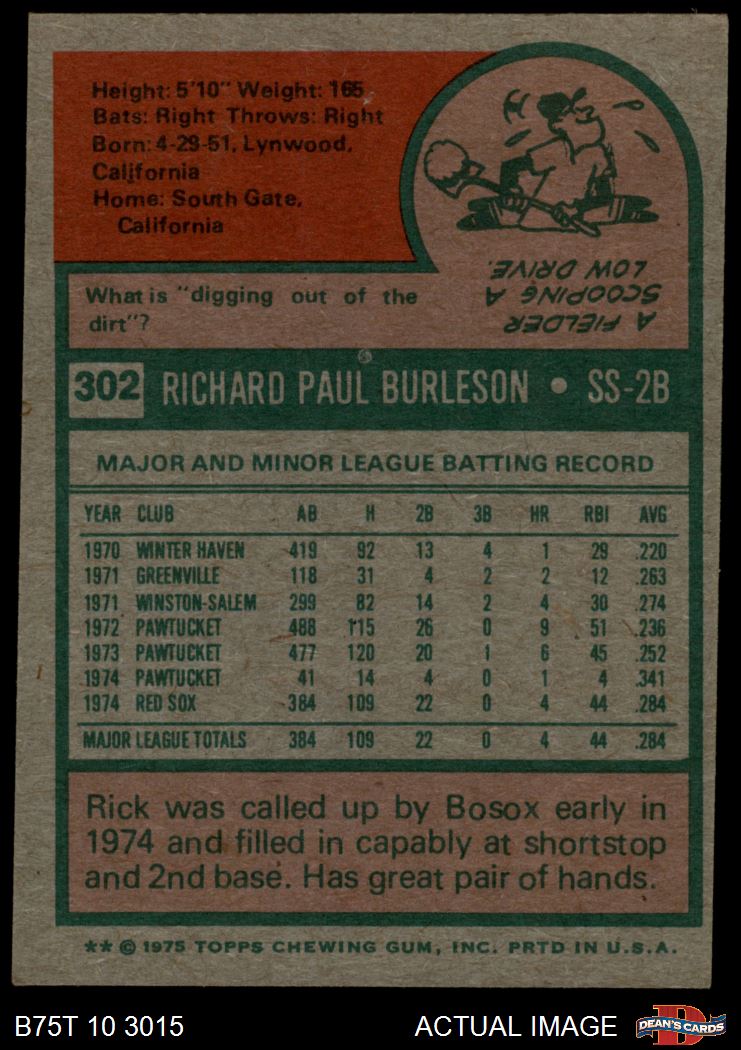 Height: 5'10" Weight: 165
Bats: Right Throws: Right
Born: 4-29-51, Lynwood,
California
Home: South Gate,
California
What is "digging out of the
dirt"?
A FIELDER
SCOOPING A
LOW DRIVE.
302 RICHARD PAUL BURLESON • SS-2B
MAJOR AND MINOR LEAGUE BATTING RECORD
YEAR CLUB AB H 2B 3B HR RBI AVG
1970 WINTER HAVEN 419 92 13 4 1 29 .220
1971 GREENVILLE 118 31 4 2 2 12 .263
1971 WINSTON-SALEM 299 82 14 2 4 30 .274
1972 PAWTUCKET 488 115 26 0 9 51 .236
1973 PAWTUCKET 477 120 20 1 6 45 .252
1974 PAWTUCKET 41 14 4 0 1 4 .341
1974 RED SOX 384 109 22 0 4 44 .284
MAJOR LEAGUE TOTALS 384 109 22 0 4 44 .284
Rick was called up by Bosox early in
1974 and filled in capably at shortstop
and 2nd base. Has great pair of hands.
** © 1975 TOPPS CHEWING GUM, INC. PRTD IN U.S.A.
B75T 10 3015 ACTUAL IMAGE DEAN'S CARDS